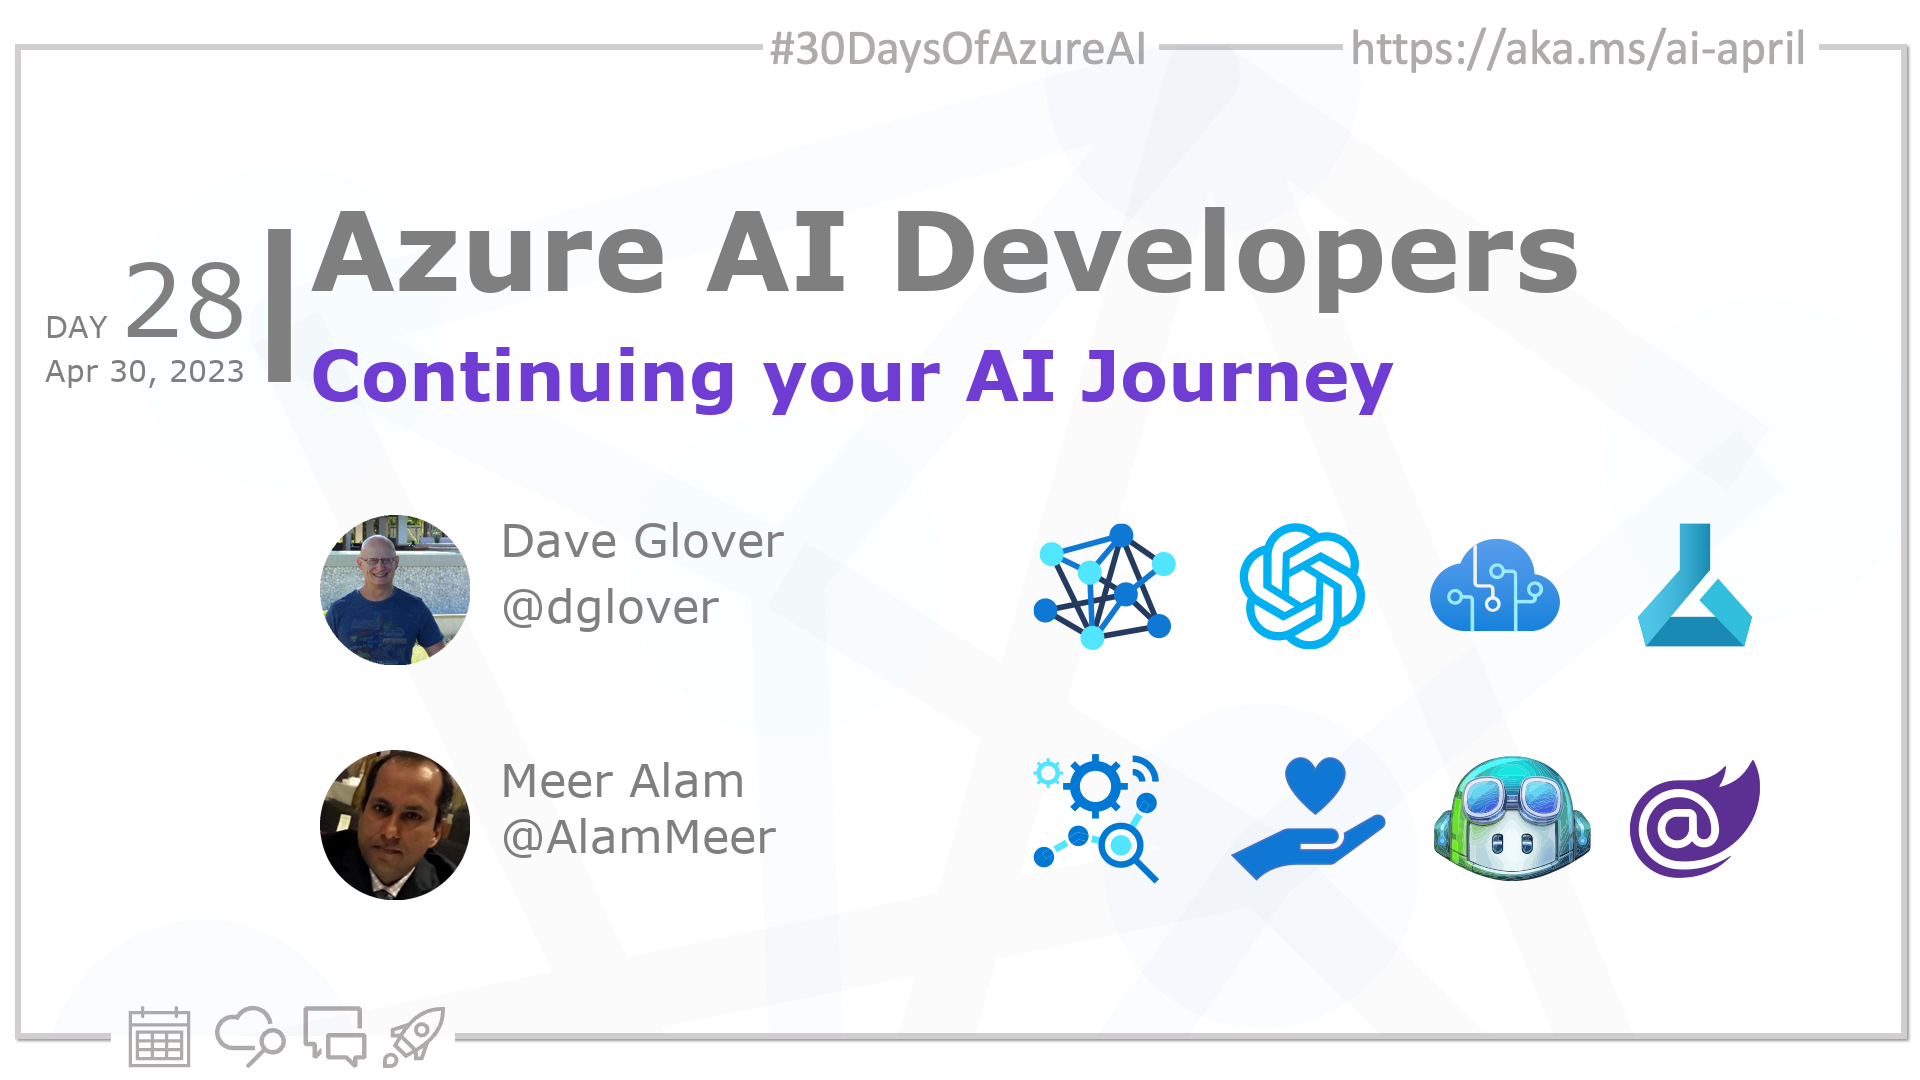 #30DaysOfAzureAI
https://aka.ms/ai-april
Azure AI Developers
DAY 28
Apr 30, 2023
Continuing your AI Journey
Dave Glover
@dglover
Meer Alam
@AlamMeer